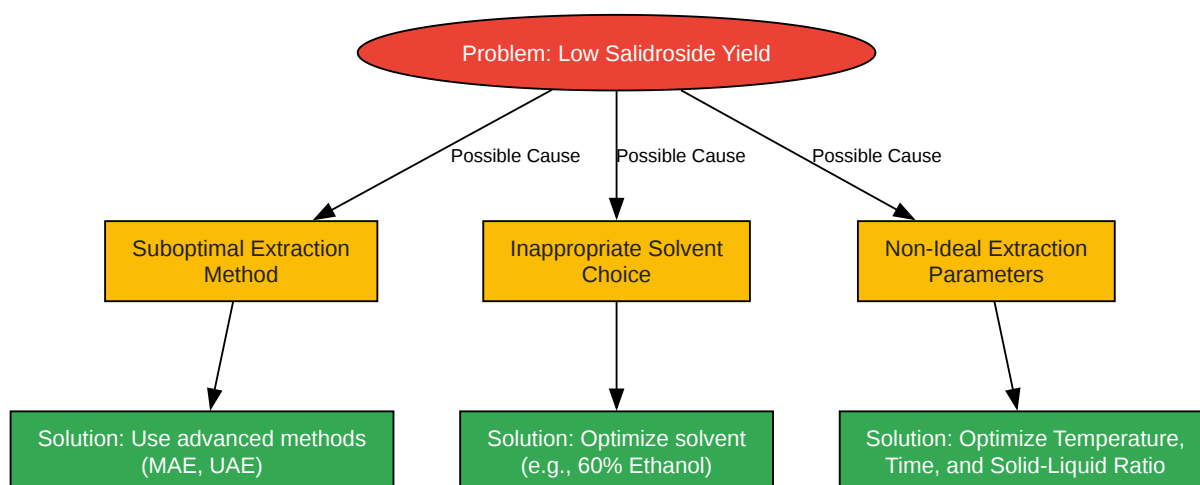 Problem: Low Salidroside Yield
Possible Cause
Possible Cause
Possible Cause
Suboptimal Extraction
Method
Inappropriate Solvent
Choice
Non-Ideal Extraction
Parameters
Solution: Use advanced methods
(MAE, UAE)
Solution: Optimize solvent
(e.g., 60% Ethanol)
Solution: Optimize Temperature,
Time, and Solid-Liquid Ratio